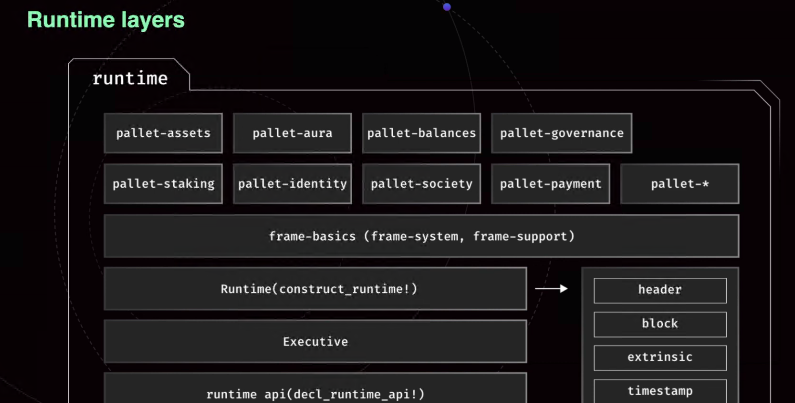 Runtime layers
runtime
pallet-assets
pallet-aura
pallet-balances
pallet-governance
pallet-staking
pallet-identity
pallet-society
pallet-payment
pallet-*
frame-basics (frame-system, frame-support)
Runtime(construct_runtime!)
header
block
Executive
extrinsic
timestamp
runtime api(decl_runtime_api!)